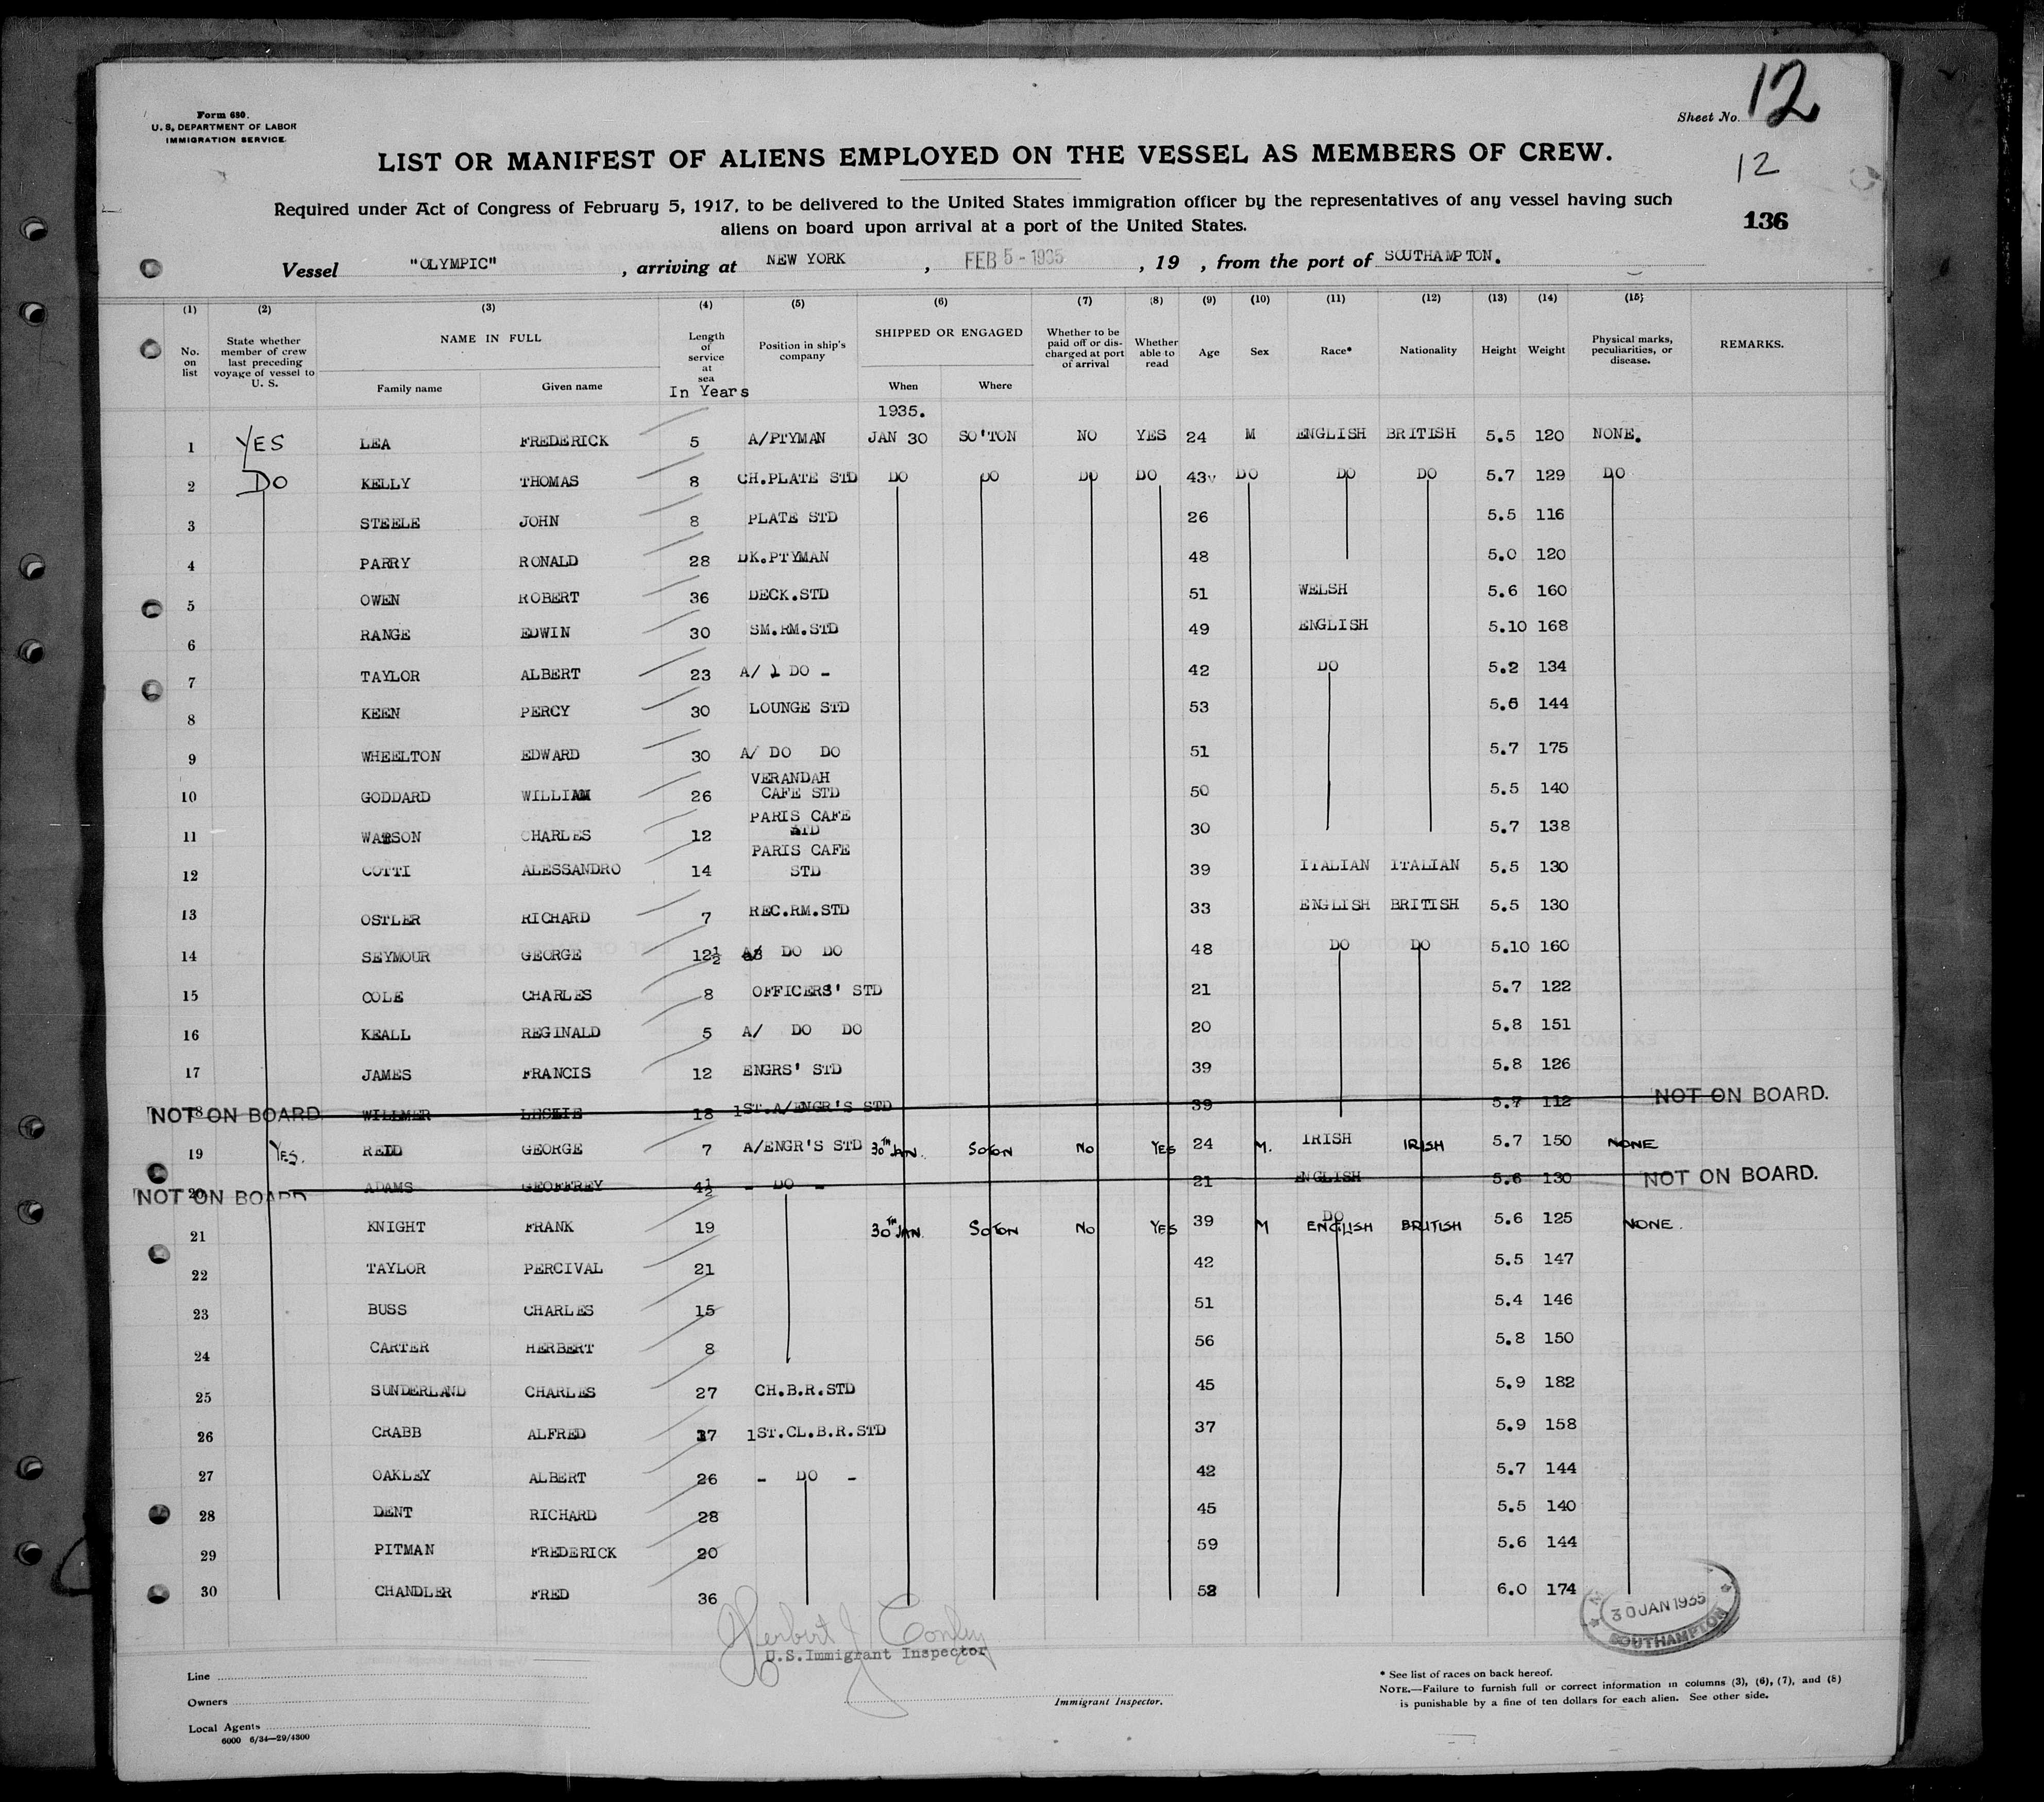 Form 680.
U. S. DEPARTMENT OF LABOR
IMMIGRATION SERVICE.
Sheet No. 12
LIST OR MANIFEST OF ALIENS EMPLOYED ON THE VESSEL AS MEMBERS OF CREW.
12
Required under Act of Congress of February 5, 1917, to be delivered to the United States immigration officer by the representatives of any vessel having such
aliens on board upon arrival at a port of the United States.
136
Vessel "OLYMPIC", arriving at NEW YORK, FEB 5 - 1935, 19 , from the port of SOUTHAMPTON.
(1) (2) (3) (4) (5) (6) (7) (8) (9) (10) (11) (12) (13) (14) (15)
No. on list
State whether member of crew last preceding voyage of vessel to U. S.
NAME IN FULL
Family name Given name
Length of service at sea
In Years
Position in ship's company
SHIPPED OR ENGAGED
When Where
Whether to be paid off or discharged at port of arrival
Whether able to read
Age
Sex
Race*
Nationality
Height
Weight
Physical marks, peculiarities, or disease.
REMARKS.
1935.
1 YES LEA FREDERICK 5 A/PTYMAN JAN 30 SO'TON NO YES 24 M ENGLISH BRITISH 5.5 120 NONE.
2 DO KELLY THOMAS 8 CH.PLATE STD DO DO DO DO 43 DO DO DO 5.7 129 DO
3 STEELE JOHN 8 PLATE STD 26 5.5 116
4 PARRY RONALD 28 DK.PTYMAN 48 5.0 120
5 OWEN ROBERT 36 DECK.STD 51 WELSH 5.6 160
6 RANGE EDWIN 30 SM.RM.STD 49 ENGLISH 5.10 168
7 TAYLOR ALBERT 23 A/ DO - 42 DO 5.2 134
8 KEEN PERCY 30 LOUNGE STD 53 5.6 144
9 WHEELTON EDWARD 30 A/ DO DO 51 5.7 175
10 GODDARD WILLIAM 26 VERANDAH CAFE STD 50 5.5 140
11 WATSON CHARLES 12 PARIS CAFE STD 30 5.7 138
12 COTTI ALESSANDRO 14 PARIS CAFE STD 39 ITALIAN ITALIAN 5.5 130
13 OSTLER RICHARD 7 REC.RM.STD 33 ENGLISH BRITISH 5.5 130
14 SEYMOUR GEORGE 12½ A/ DO DO 48 DO DO 5.10 160
15 COLE CHARLES 8 OFFICERS' STD 21 5.7 122
16 KEALL REGINALD 5 A/ DO DO 20 5.8 151
17 JAMES FRANCIS 12 ENGRS' STD 39 5.8 126
NOT ON BOARD 18 WILLMER LESLIE 18 1ST.A/ENGR'S STD 39 5.7 112 NOT ON BOARD.
19 YES. REID GEORGE 7 A/ENGR'S STD 30TH JAN. SOTON NO YES 24 M. IRISH IRISH 5.7 150 NONE
NOT ON BOARD 20 ADAMS GEOFFREY 4½ - DO - 21 ENGLISH 5.6 130 NOT ON BOARD.
21 KNIGHT FRANK 19 30TH JAN. SOTON NO YES 39 M DO ENGLISH BRITISH 5.6 125 NONE.
22 TAYLOR PERCIVAL 21 42 5.5 147
23 BUSS CHARLES 15 51 5.4 146
24 CARTER HERBERT 8 56 5.8 150
25 SUNDERLAND CHARLES 27 CH.B.R.STD 45 5.9 182
26 CRABB ALFRED 17 1ST.CL.B.R.STD 37 5.9 158
27 OAKLEY ALBERT 26 - DO - 42 5.7 144
28 DENT RICHARD 28 45 5.5 140
29 PITMAN FREDERICK 20 59 5.6 144
30 CHANDLER FRED 36 52 6.0 174
30 JAN 1935
SOUTHAMPTON
Herbert J Conley
U.S.Immigrant Inspector
Line
Owners
Local Agents
6000 6/34—29/4300
Immigrant Inspector.
* See list of races on back hereof.
NOTE.—Failure to furnish full or correct information in columns (3), (6), (7), and (8)
is punishable by a fine of ten dollars for each alien. See other side.